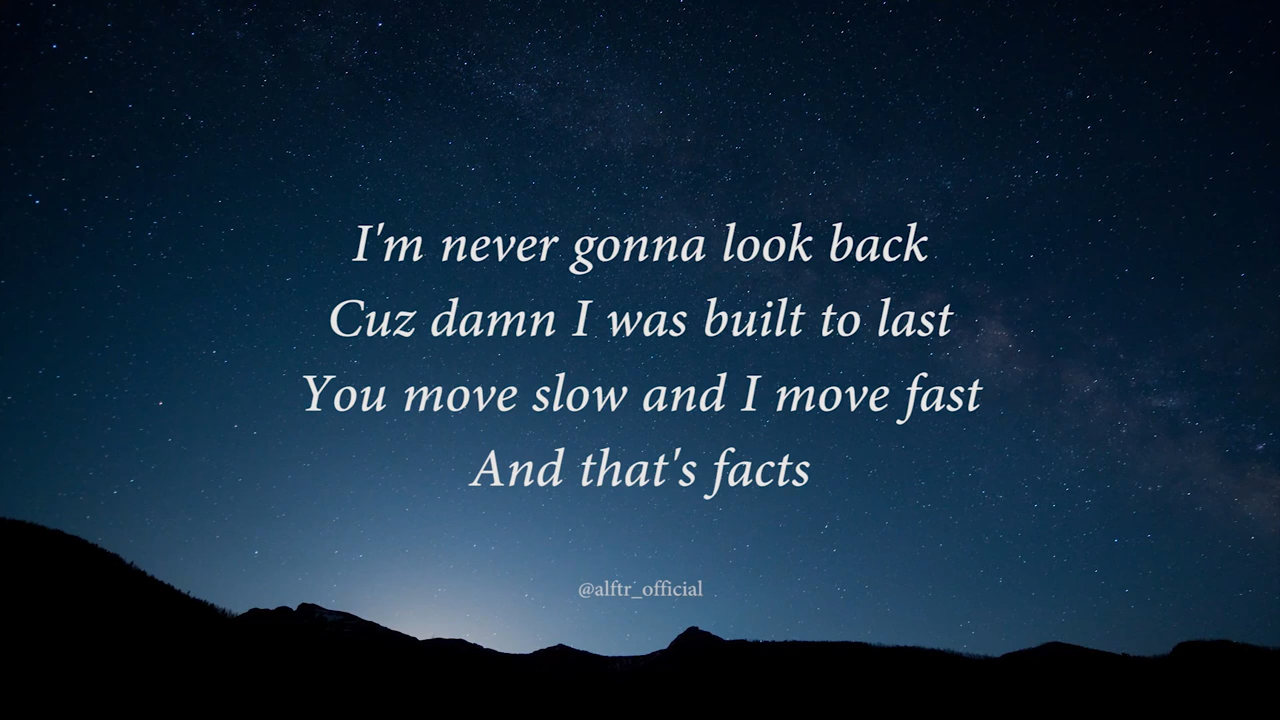 I'm never gonna look back
Cuz damn I was built to last
You move slow and I move fast
And that's facts
@alftr_official